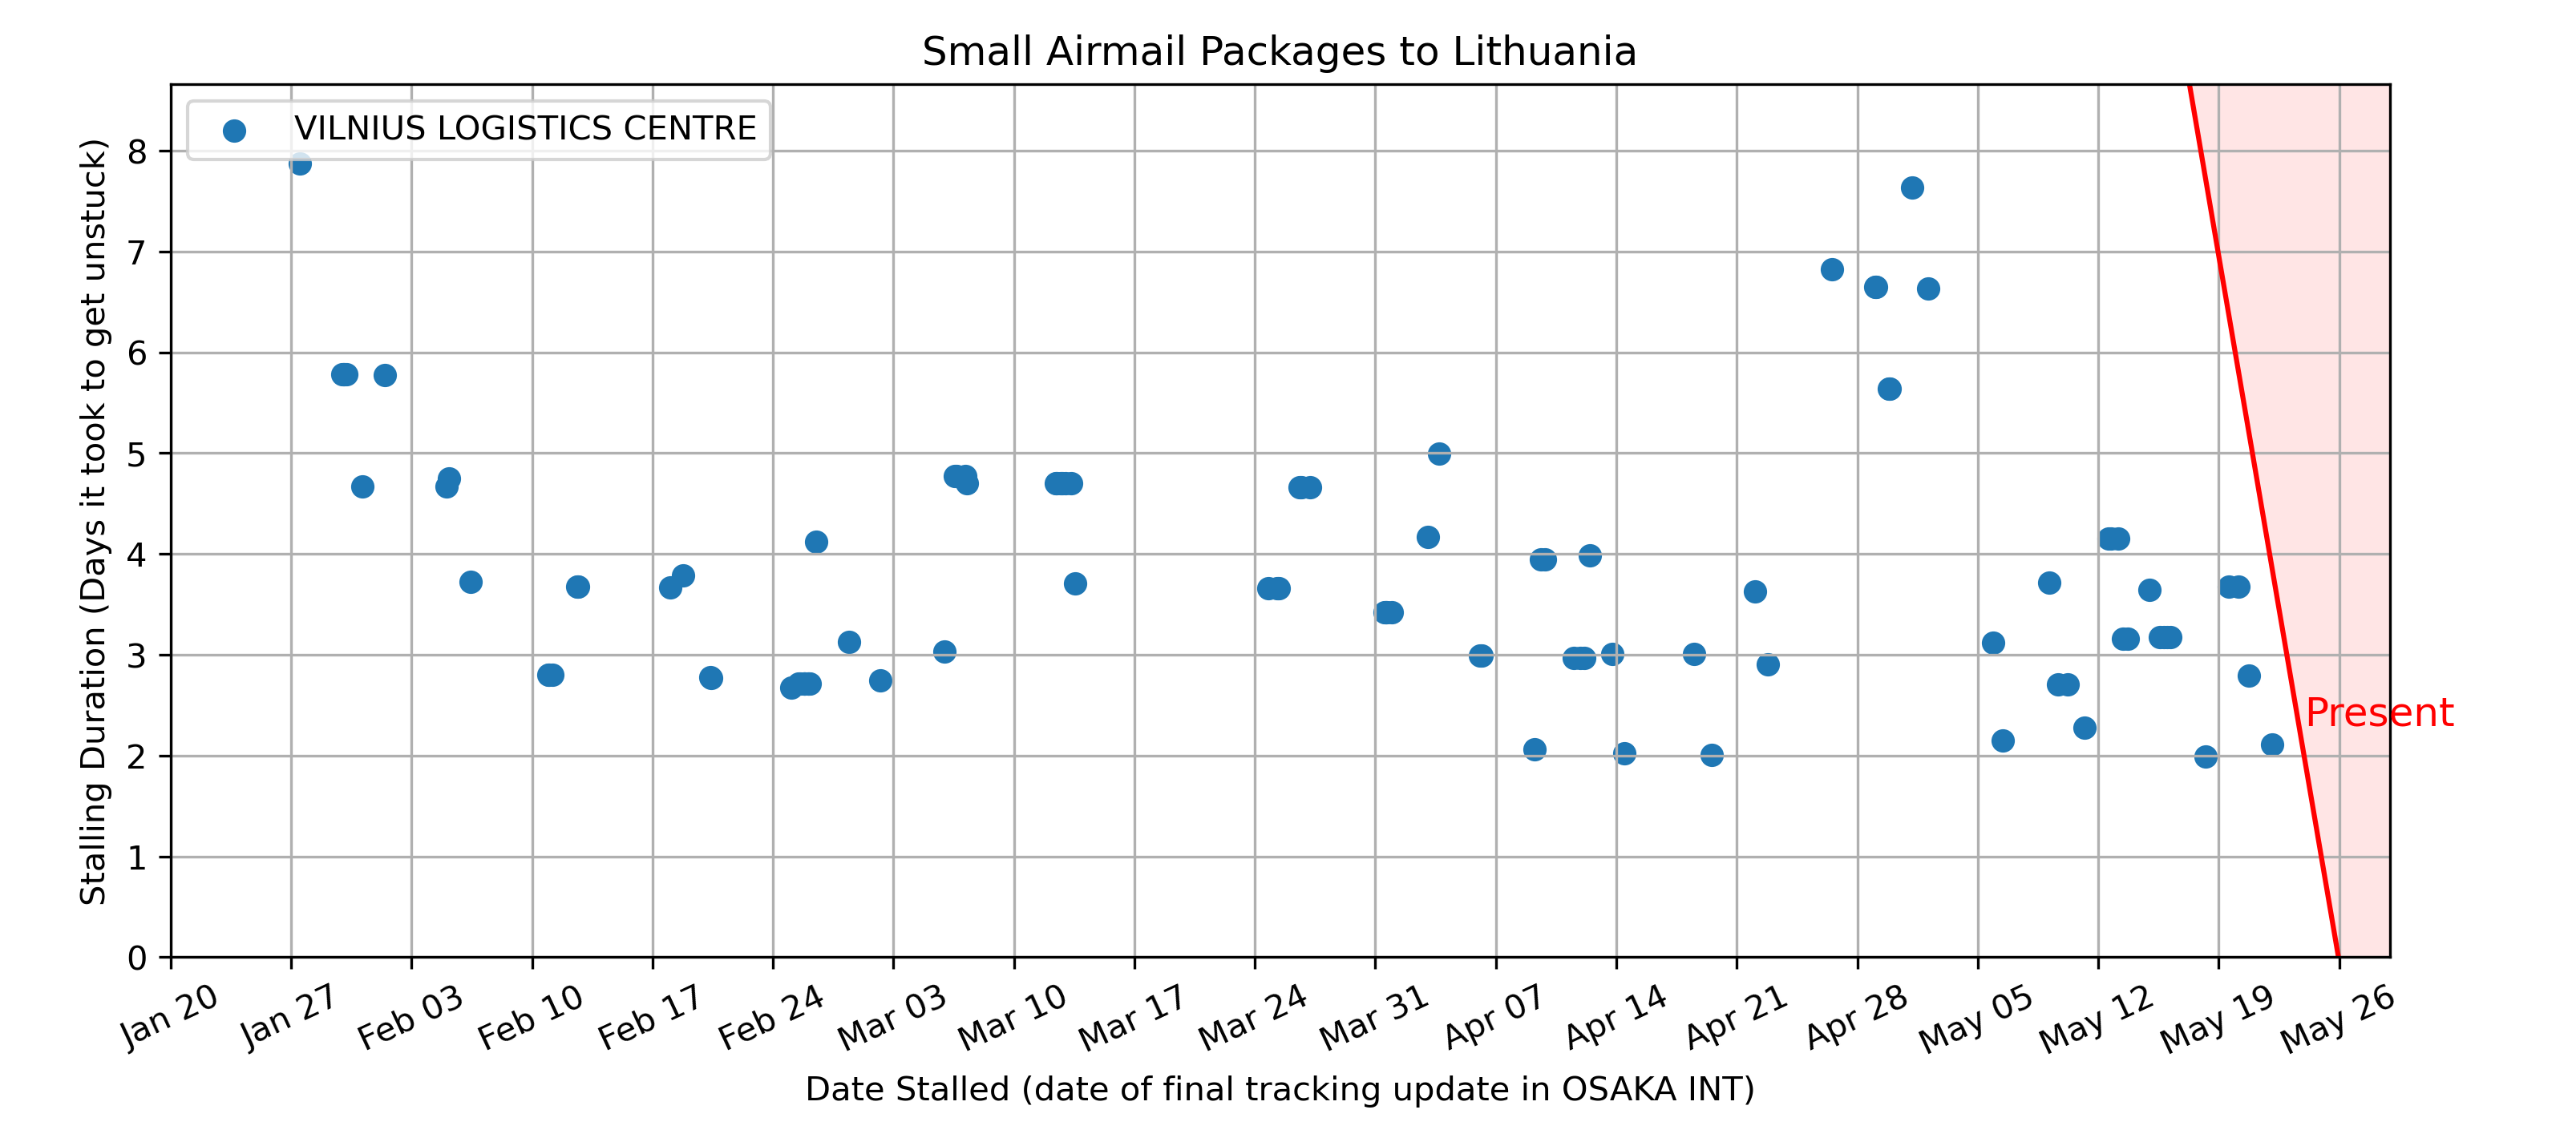 Small Airmail Packages to Lithuania
VILNIUS LOGISTICS CENTRE
Stalling Duration (Days it took to get unstuck)
8
7
6
5
4
3
2
1
0
Present
Jan 20
Jan 27
Feb 03
Feb 10
Feb 17
Feb 24
Mar 03
Mar 10
Mar 17
Mar 24
Mar 31
Apr 07
Apr 14
Apr 21
Apr 28
May 05
May 12
May 19
May 26
Date Stalled (date of final tracking update in OSAKA INT)